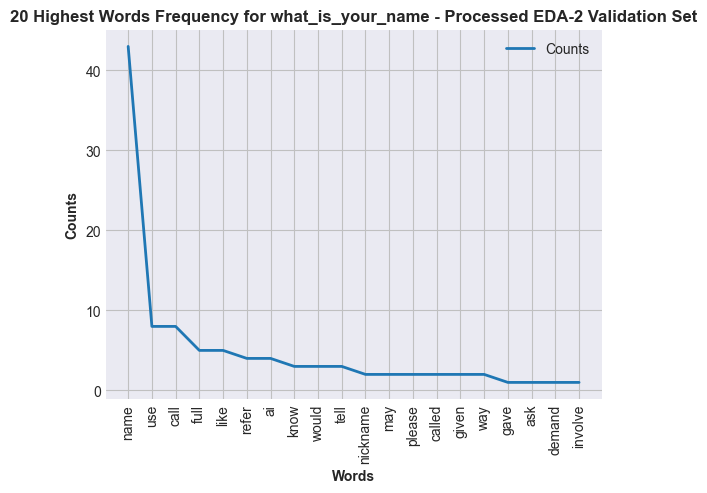 20 Highest Words Frequency for what_is_your_name - Processed EDA-2 Validation Set
Counts
40
30
20
10
0
Counts
name
use
call
full
like
refer
ai
know
would
tell
nickname
may
please
called
given
way
gave
ask
demand
involve
Words